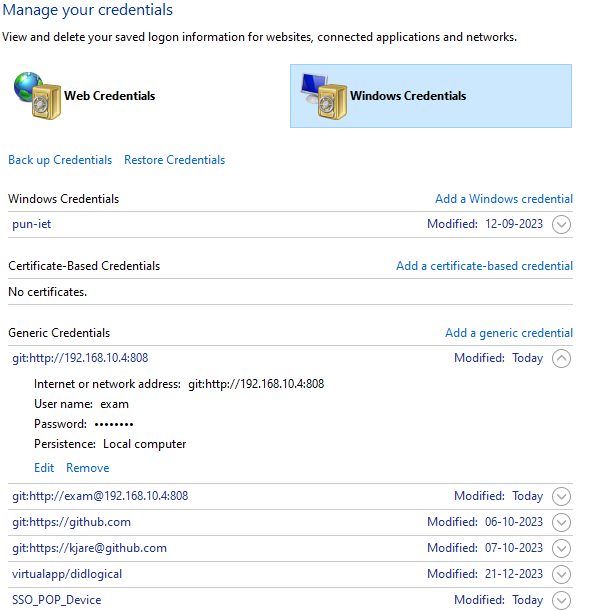 Manage your credentials
View and delete your saved logon information for websites, connected applications and networks.
Web Credentials
Windows Credentials
Back up Credentials Restore Credentials
Windows Credentials Add a Windows credential
pun-iet Modified: 12-09-2023
Certificate-Based Credentials Add a certificate-based credential
No certificates.
Generic Credentials Add a generic credential
git:http://192.168.10.4:808 Modified: Today
Internet or network address: git:http://192.168.10.4:808
User name: exam
Password: ••••••••
Persistence: Local computer
Edit Remove
git:http://exam@192.168.10.4:808 Modified: Today
git:https://github.com Modified: 06-10-2023
git:https://kjare@github.com Modified: 07-10-2023
virtualapp/didlogical Modified: 21-12-2023
SSO_POP_Device Modified: Today